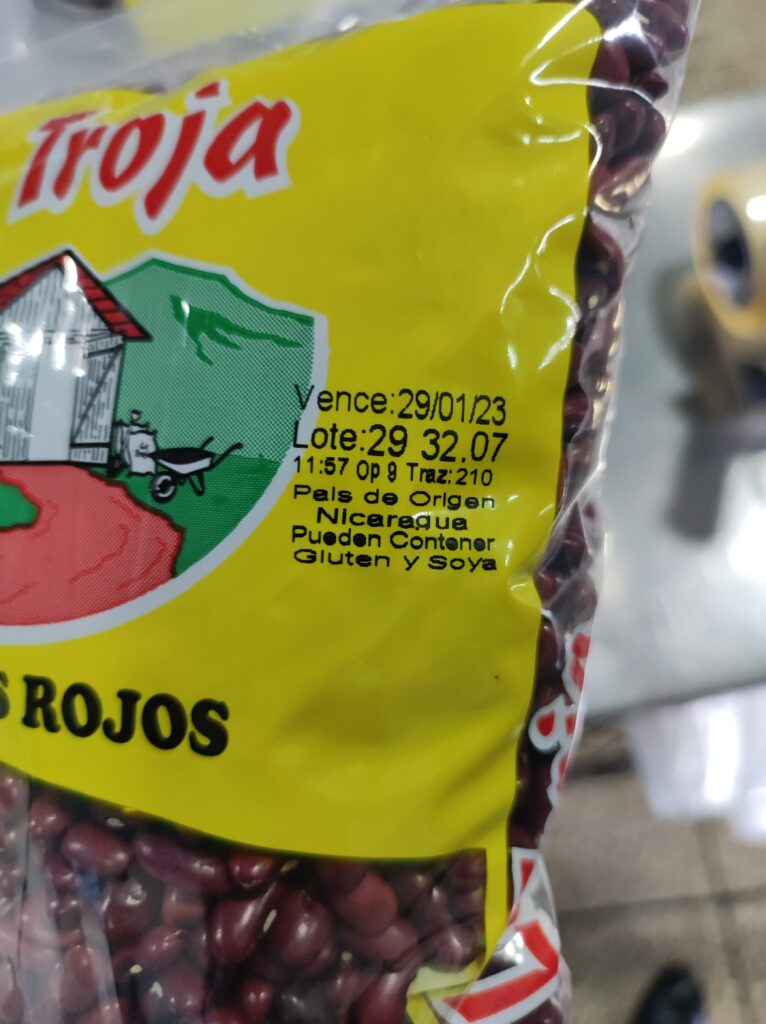 Troja
Vence:29/01/23
Lote:29 32.07
11:57 Op 9 Traz:210
Pais de Origen
Nicaragua
Pueden Contener
Gluten y Soya
S ROJOS